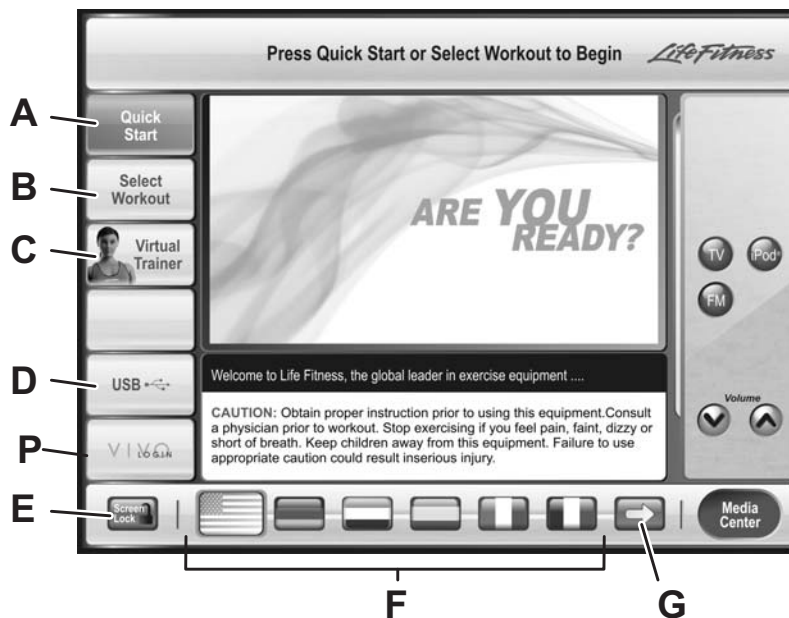 Press Quick Start or Select Workout to Begin
LifeFitness
A
Quick
Start
B
Select
Workout
C
Virtual
Trainer
ARE YOU
READY?
TV
iPod®
FM
D
USB
Welcome to Life Fitness, the global leader in exercise equipment ....
CAUTION: Obtain proper instruction prior to using this equipment.Consult
a physician prior to workout. Stop exercising if you feel pain, faint, dizzy or
short of breath. Keep children away from this equipment. Failure to use
appropriate caution could result inserious injury.
Volume
P
VIVO
LOGIN
E
Screen
Lock
Media
Center
F
G